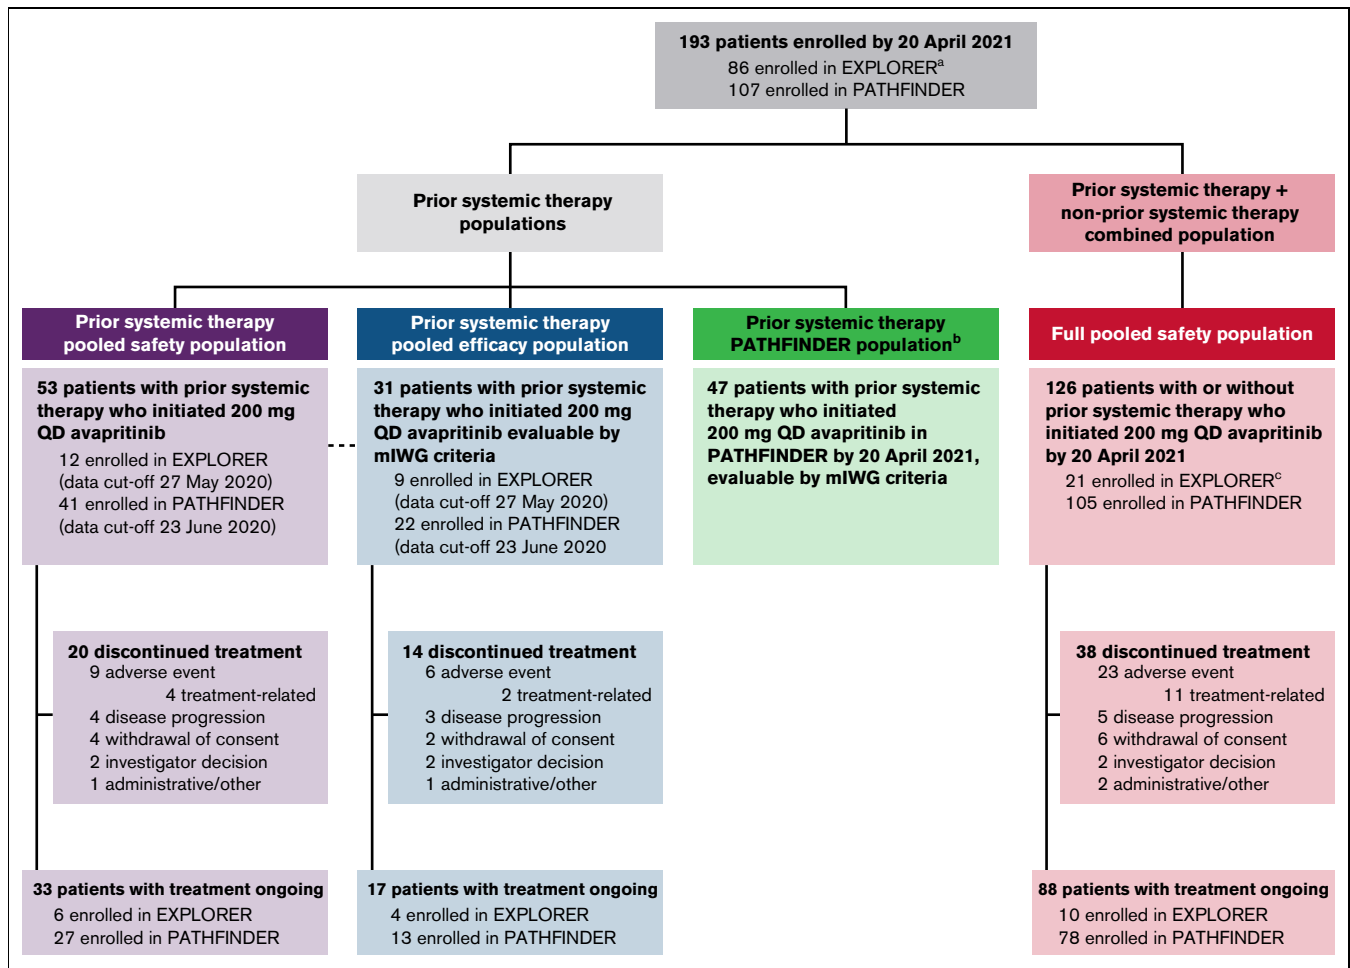 193 patients enrolled by 20 April 2021
86 enrolled in EXPLORERᵃ
107 enrolled in PATHFINDER
Prior systemic therapy
populations
Prior systemic therapy +
non-prior systemic therapy
combined population
Prior systemic therapy
pooled safety population
53 patients with prior systemic
therapy who initiated 200 mg
QD avapritinib
12 enrolled in EXPLORER
(data cut-off 27 May 2020)
41 enrolled in PATHFINDER
(data cut-off 23 June 2020)
20 discontinued treatment
9 adverse event
4 treatment-related
4 disease progression
4 withdrawal of consent
2 investigator decision
1 administrative/other
33 patients with treatment ongoing
6 enrolled in EXPLORER
27 enrolled in PATHFINDER
Prior systemic therapy
pooled efficacy population
31 patients with prior systemic
therapy who initiated 200 mg
QD avapritinib evaluable by
mIWG criteria
9 enrolled in EXPLORER
(data cut-off 27 May 2020)
22 enrolled in PATHFINDER
(data cut-off 23 June 2020
14 discontinued treatment
6 adverse event
2 treatment-related
3 disease progression
2 withdrawal of consent
2 investigator decision
1 administrative/other
17 patients with treatment ongoing
4 enrolled in EXPLORER
13 enrolled in PATHFINDER
Prior systemic therapy
PATHFINDER populationᵇ
47 patients with prior systemic
therapy who initiated
200 mg QD avapritinib in
PATHFINDER by 20 April 2021,
evaluable by mIWG criteria
Full pooled safety population
126 patients with or without
prior systemic therapy who
initiated 200 mg QD avapritinib
by 20 April 2021
21 enrolled in EXPLORERᶜ
105 enrolled in PATHFINDER
38 discontinued treatment
23 adverse event
11 treatment-related
5 disease progression
6 withdrawal of consent
2 investigator decision
2 administrative/other
88 patients with treatment ongoing
10 enrolled in EXPLORER
78 enrolled in PATHFINDER